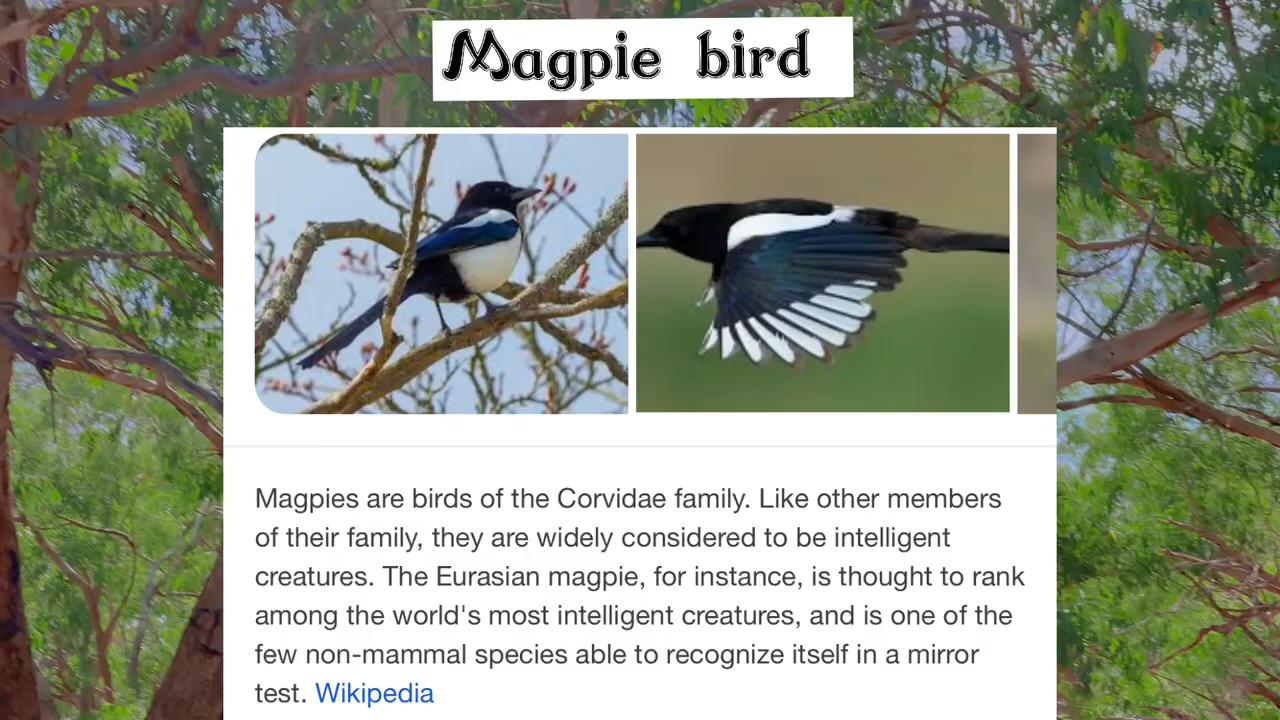 Magpie bird
Magpies are birds of the Corvidae family. Like other members
of their family, they are widely considered to be intelligent
creatures. The Eurasian magpie, for instance, is thought to rank
among the world's most intelligent creatures, and is one of the
few non-mammal species able to recognize itself in a mirror
test. Wikipedia